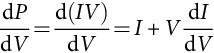 dP/dV = d(IV)/dV = I + V dI/dV